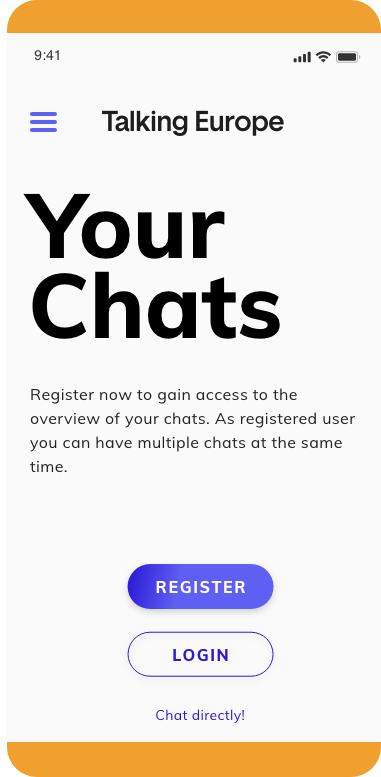 9:41
Talking Europe
Your
Chats
Register now to gain access to the
overview of your chats. As registered user
you can have multiple chats at the same
time.
REGISTER
LOGIN
Chat directly!